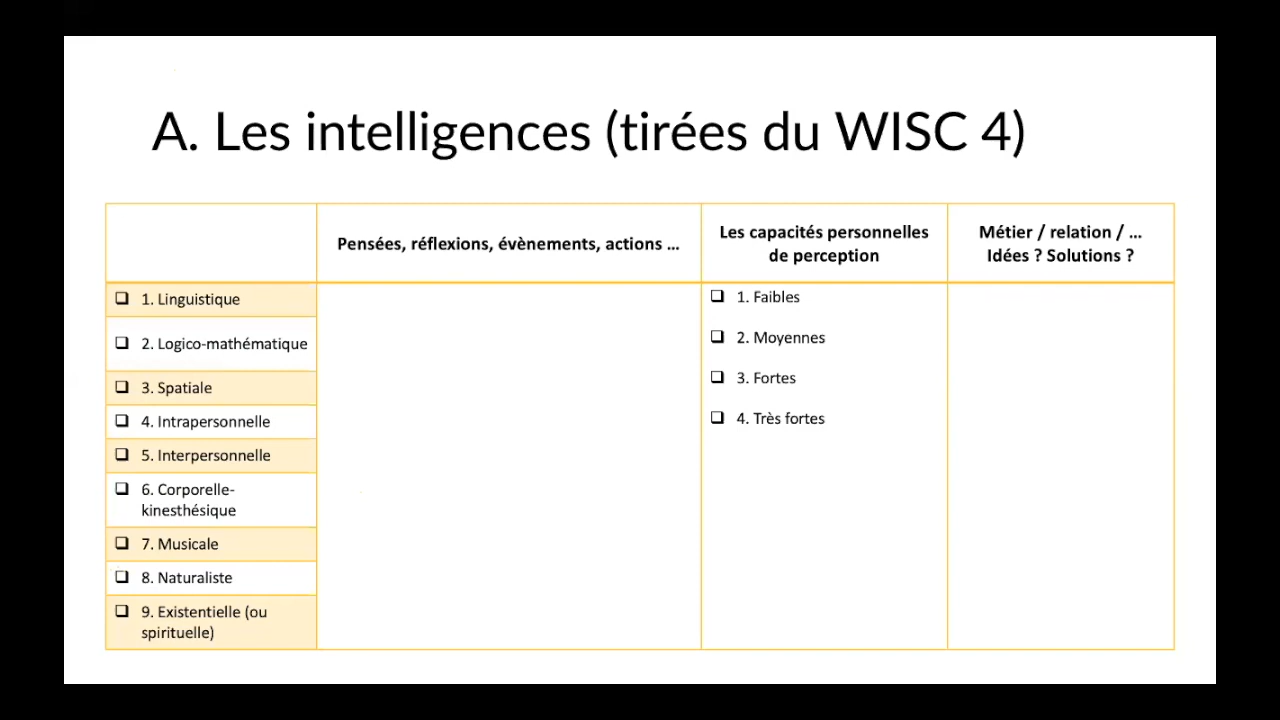 A. Les intelligences (tirées du WISC 4)
Pensées, réflexions, évènements, actions ...
Les capacités personnelles
de perception
Métier / relation / ...
Idées ? Solutions ?
1. Linguistique
2. Logico-mathématique
3. Spatiale
4. Intrapersonnelle
5. Interpersonnelle
6. Corporelle-
kinesthésique
7. Musicale
8. Naturaliste
9. Existentielle (ou
spirituelle)
1. Faibles
2. Moyennes
3. Fortes
4. Très fortes